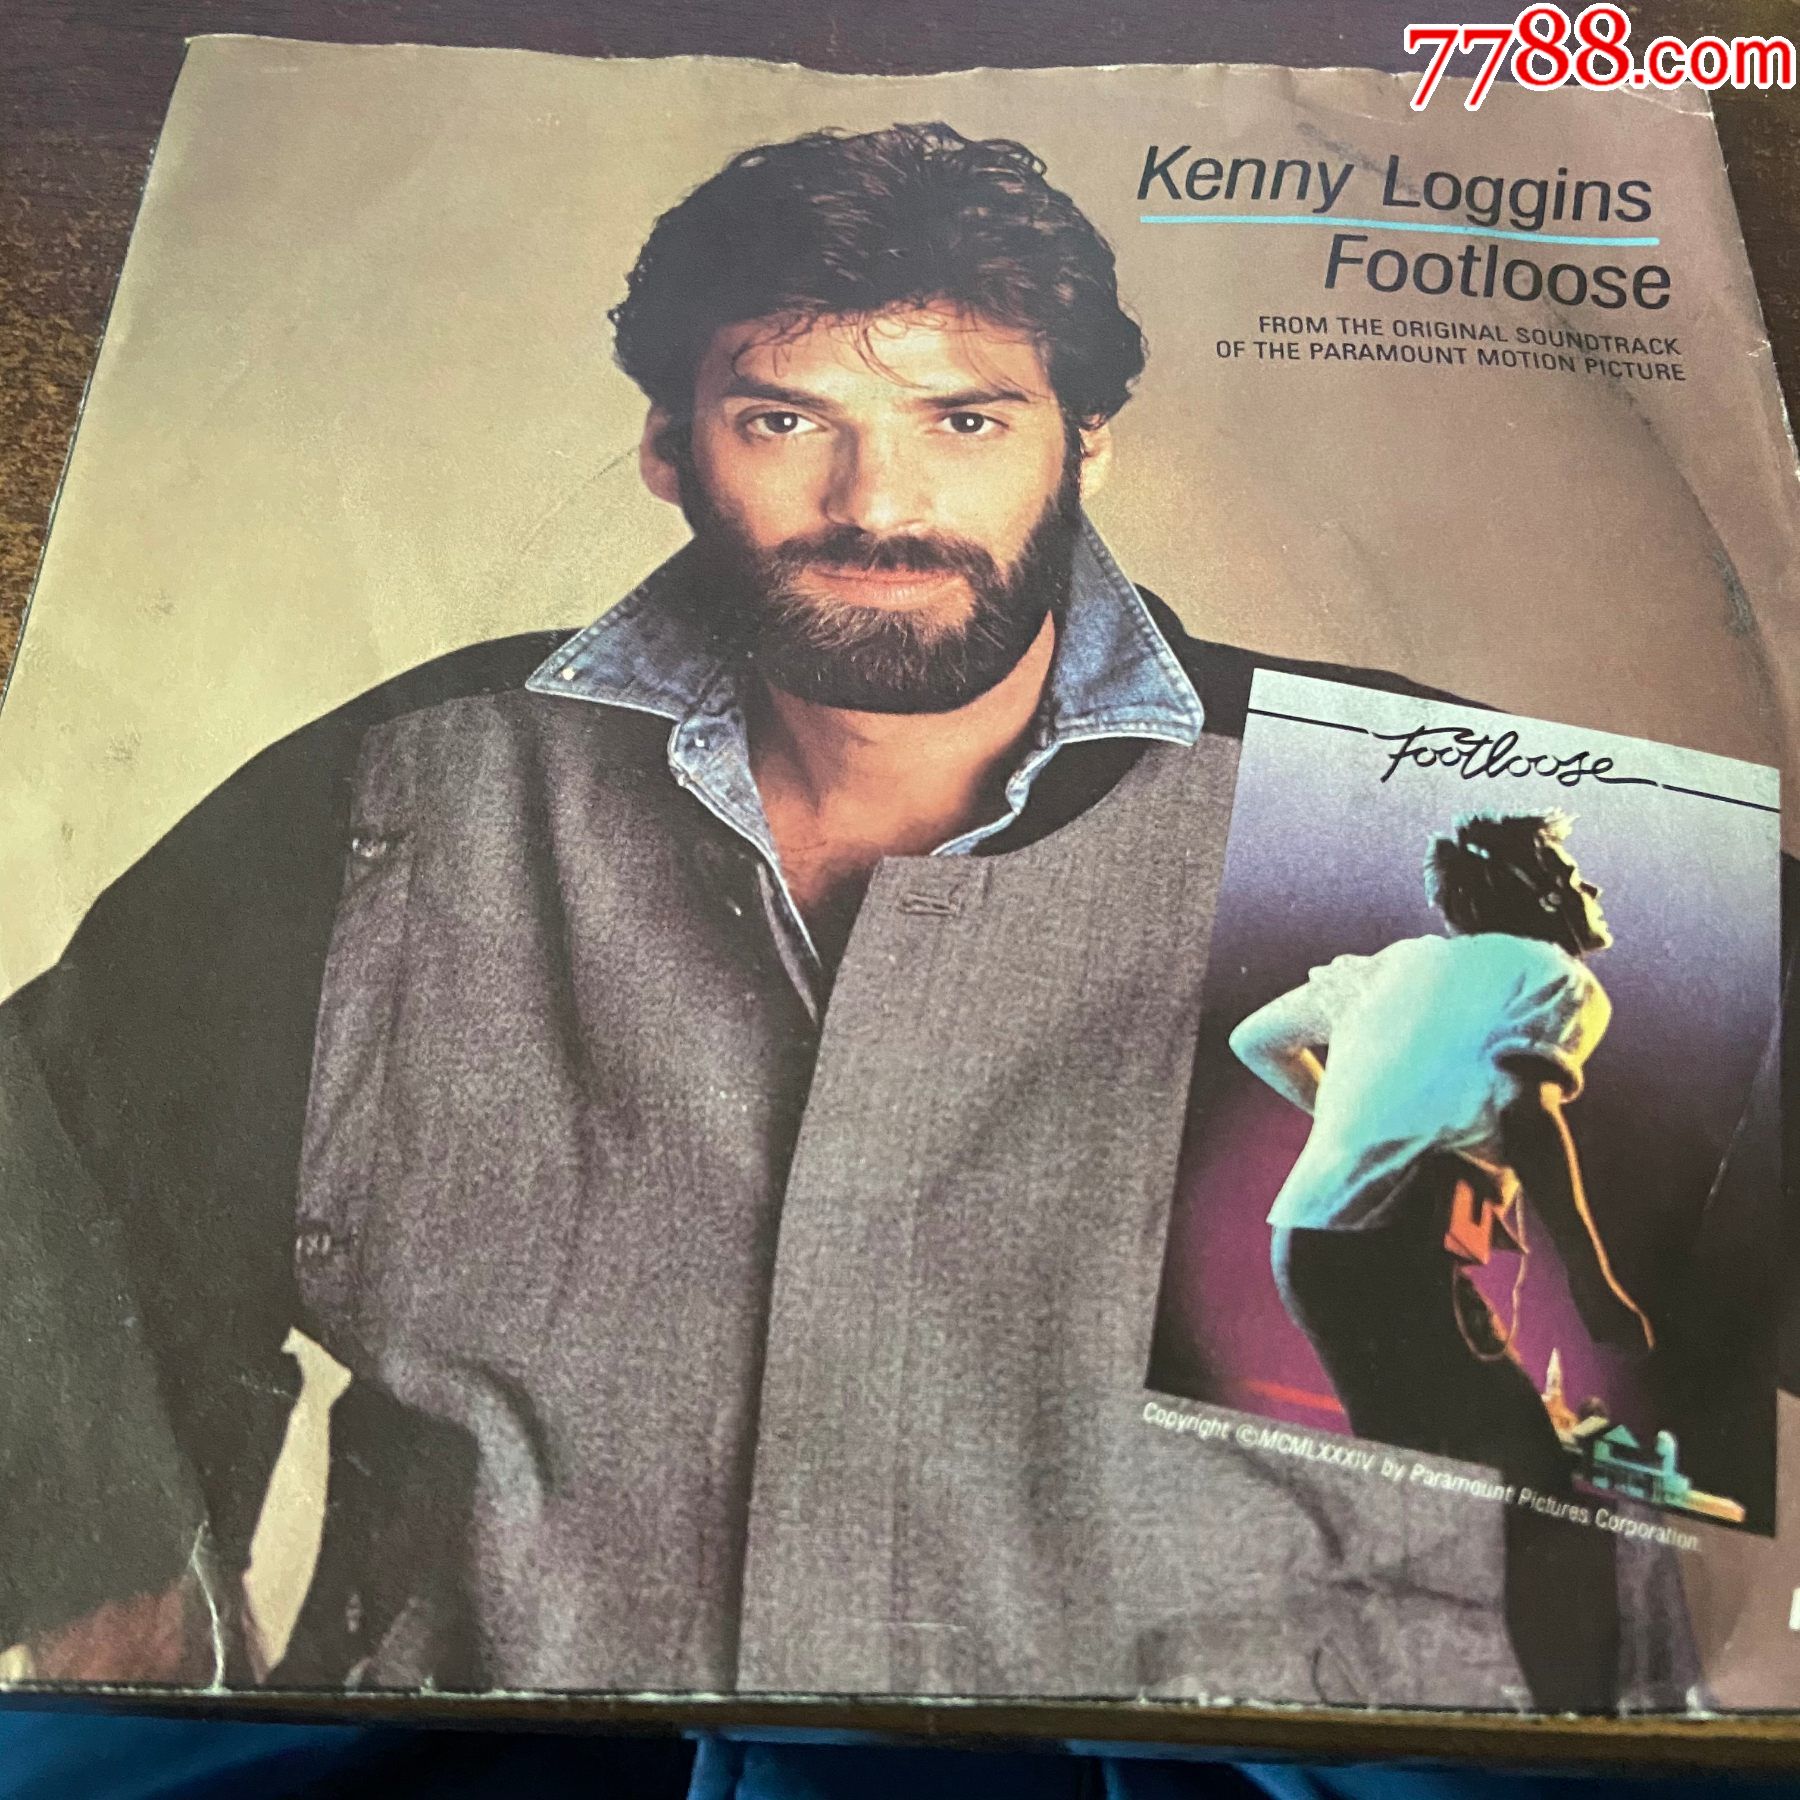 7788.com
Kenny Loggins
Footloose
FROM THE ORIGINAL SOUNDTRACK
OF THE PARAMOUNT MOTION PICTURE
Footloose
Copyright ©MCMLXXXIV by Paramount Pictures Corporation